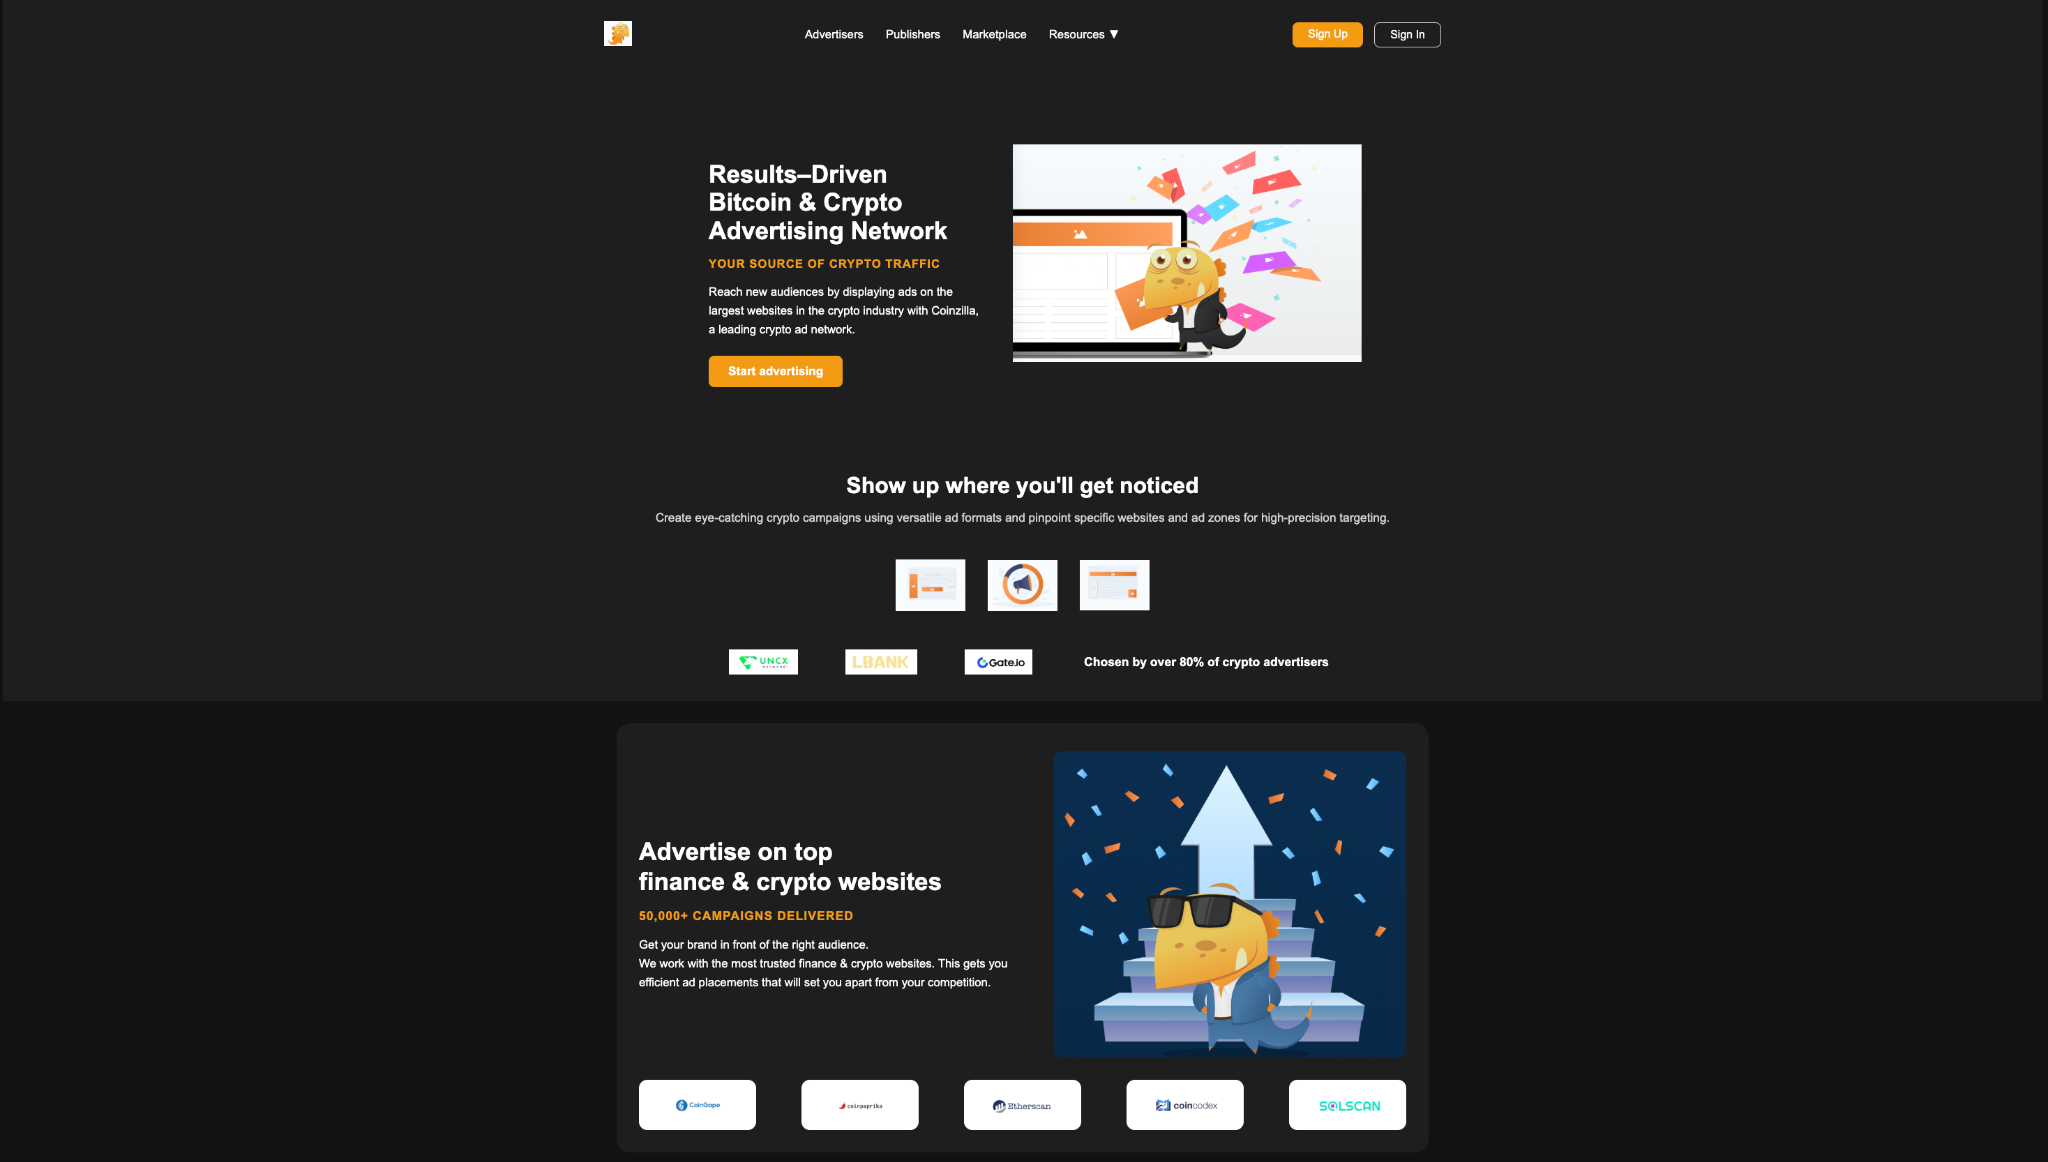 Advertisers Publishers Marketplace Resources ▼ Sign Up Sign In
Results–Driven
Bitcoin & Crypto
Advertising Network
YOUR SOURCE OF CRYPTO TRAFFIC
Reach new audiences by displaying ads on the
largest websites in the crypto industry with Coinzilla,
a leading crypto ad network.
Start advertising
Show up where you'll get noticed
Create eye-catching crypto campaigns using versatile ad formats and pinpoint specific websites and ad zones for high-precision targeting.
UNCX
NETWORK
LBANK
Gate.io
Chosen by over 80% of crypto advertisers
Advertise on top
finance & crypto websites
50,000+ CAMPAIGNS DELIVERED
Get your brand in front of the right audience.
We work with the most trusted finance & crypto websites. This gets you
efficient ad placements that will set you apart from your competition.
CoinGape
coinpaprika
Etherscan
coincodex
SOLSCAN